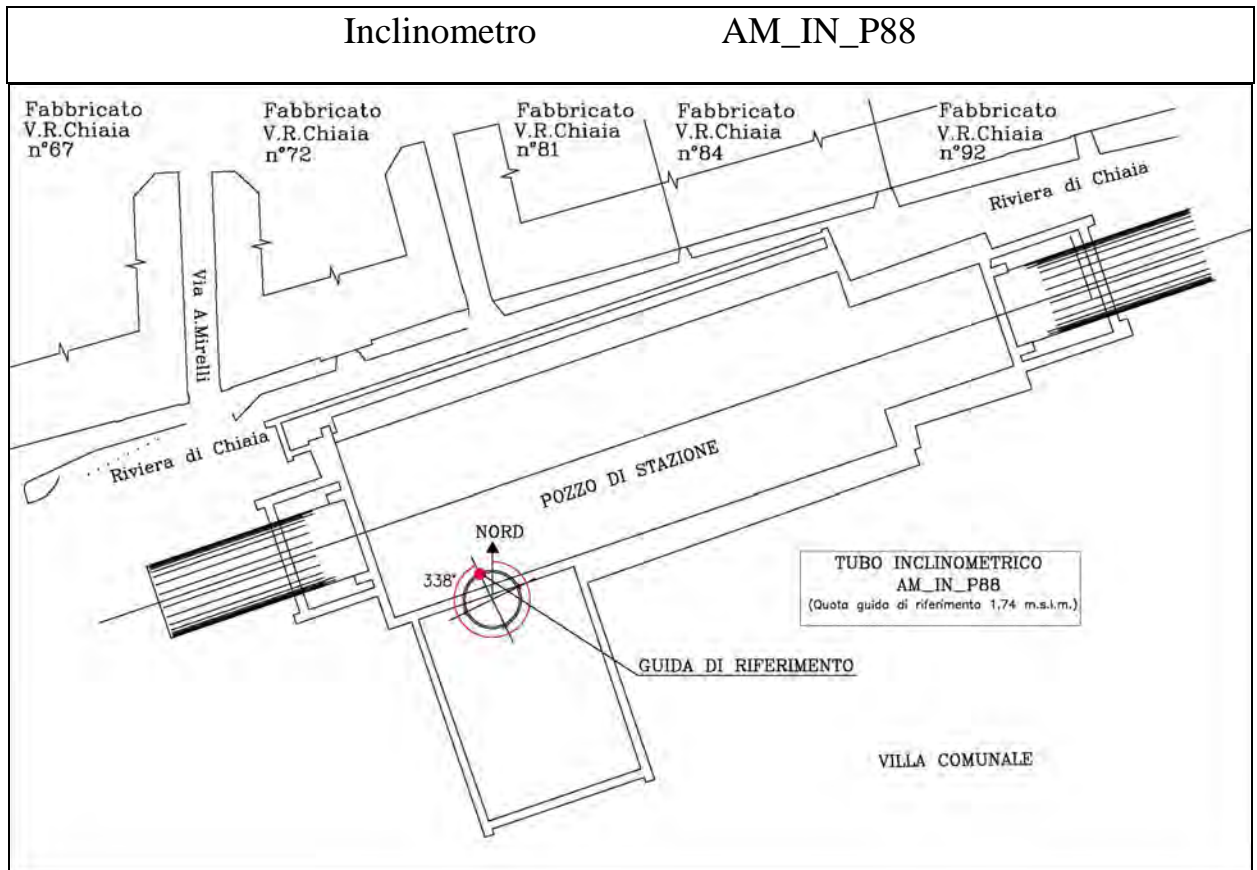 Inclinometro AM_IN_P88
Fabbricato
V.R.Chiaia
n°67
Fabbricato
V.R.Chiaia
n°72
Fabbricato
V.R.Chiaia
n°81
Fabbricato
V.R.Chiaia
n°84
Fabbricato
V.R.Chiaia
n°92
Riviera di Chiaia
Via A.Mirelli
Riviera di Chiaia
POZZO DI STAZIONE
NORD
338°
TUBO INCLINOMETRICO
AM_IN_P88
(Quota guida di riferimento 1,74 m.s.l.m.)
GUIDA DI RIFERIMENTO
VILLA COMUNALE